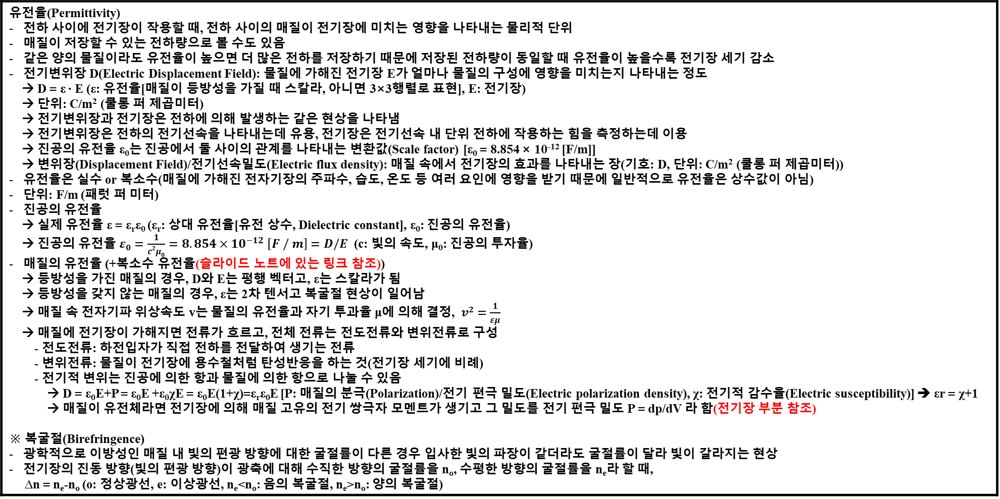 유전율(Permittivity)
- 전하 사이에 전기장이 작용할 때, 전하 사이의 매질이 전기장에 미치는 영향을 나타내는 물리적 단위
- 매질이 저장할 수 있는 전하량으로 볼 수도 있음
- 같은 양의 물질이라도 유전율이 높으면 더 많은 전하를 저장하기 때문에 저장된 전하량이 동일할 때 유전율이 높을수록 전기장 세기 감소
- 전기변위장 D(Electric Displacement Field): 물질에 가해진 전기장 E가 얼마나 물질의 구성에 영향을 미치는지 나타내는 정도
→ D = ε · E (ε: 유전율[매질이 등방성을 가질 때 스칼라, 아니면 3×3행렬로 표현], E: 전기장)
→ 단위: C/m² (쿨롱 퍼 제곱미터)
→ 전기변위장과 전기장은 전하에 의해 발생하는 같은 현상을 나타냄
→ 전기변위장은 전하의 전기선속을 나타내는데 유용, 전기장은 전기선속 내 단위 전하에 작용하는 힘을 측정하는데 이용
→ 진공의 유전율 ε₀는 진공에서 둘 사이의 관계를 나타내는 변환값(Scale factor) [ε₀ = 8.854 × 10⁻¹² [F/m]]
→ 변위장(Displacement Field)/전기선속밀도(Electric flux density): 매질 속에서 전기장의 효과를 나타내는 장(기호: D, 단위: C/m² (쿨롱 퍼 제곱미터))
- 유전율은 실수 or 복소수(매질에 가해진 전자기장의 주파수, 습도, 온도 등 여러 요인에 영향을 받기 때문에 일반적으로 유전율은 상수값이 아님)
- 단위: F/m (패럿 퍼 미터)
- 진공의 유전율
→ 실제 유전율 ε = εᵣε₀ (εᵣ: 상대 유전율[유전 상수, Dielectric constant], ε₀: 진공의 유전율)
→ 진공의 유전율 ε₀ = 1/(c²μ₀) = 8.854 × 10⁻¹² [F / m] = D/E (c: 빛의 속도, μ₀: 진공의 투자율)
- 매질의 유전율 (+복소수 유전율(슬라이드 노트에 있는 링크 참조))
→ 등방성을 가진 매질의 경우, D와 E는 평행 벡터고, ε는 스칼라가 됨
→ 등방성을 갖지 않는 매질의 경우, ε는 2차 텐서고 복굴절 현상이 일어남
→ 매질 속 전자기파 위상속도 v는 물질의 유전율과 자기 투과율 μ에 의해 결정, v² = 1/(εμ)
→ 매질에 전기장이 가해지면 전류가 흐르고, 전체 전류는 전도전류와 변위전류로 구성
- 전도전류: 하전입자가 직접 전하를 전달하여 생기는 전류
- 변위전류: 물질이 전기장에 용수철처럼 탄성반응을 하는 것(전기장 세기에 비례)
- 전기적 변위는 진공에 의한 항과 물질에 의한 항으로 나눌 수 있음
→ D = ε₀E+P = ε₀E +ε₀χE = ε₀E(1+χ)=εᵣε₀E [P: 매질의 분극(Polarization)/전기 편극 밀도(Electric polarization density), χ: 전기적 감수율(Electric susceptibility)] ➔ εr = χ+1
→ 매질이 유전체라면 전기장에 의해 매질 고유의 전기 쌍극자 모멘트가 생기고 그 밀도를 전기 편극 밀도 P = dp/dV 라 함(전기장 부분 참조)
※ 복굴절(Birefringence)
- 광학적으로 이방성인 매질 내 빛의 편광 방향에 대한 굴절률이 다른 경우 입사한 빛의 파장이 같더라도 굴절률이 달라 빛이 갈라지는 현상
- 전기장의 진동 방향(빛의 편광 방향)이 광축에 대해 수직한 방향의 굴절률을 nₒ, 수평한 방향의 굴절률을 nₑ라 할 때,
Δn = nₑ-nₒ (o: 정상광선, e: 이상광선, nₑ<nₒ: 음의 복굴절, nₑ>nₒ: 양의 복굴절)